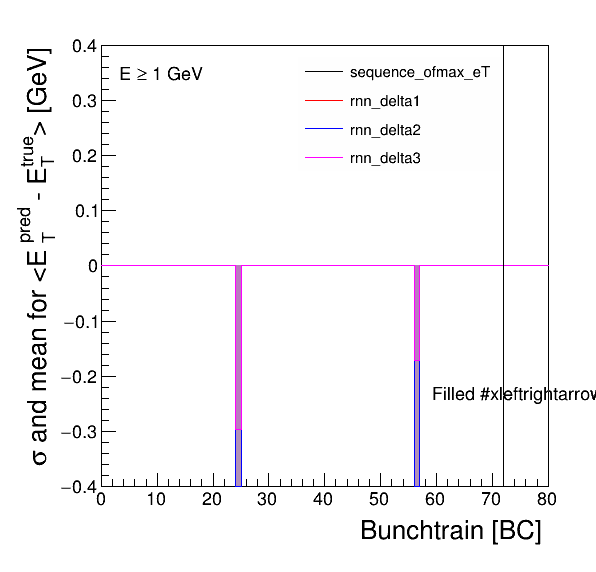 σ and mean for <E_T^pred - E_T^true> [GeV]
0.4
0.3
0.2
0.1
0
−0.1
−0.2
−0.3
−0.4
E ≥ 1 GeV
sequence_ofmax_eT
rnn_delta1
rnn_delta2
rnn_delta3
Filled #xleftrightarrow
0 10 20 30 40 50 60 70 80
Bunchtrain [BC]